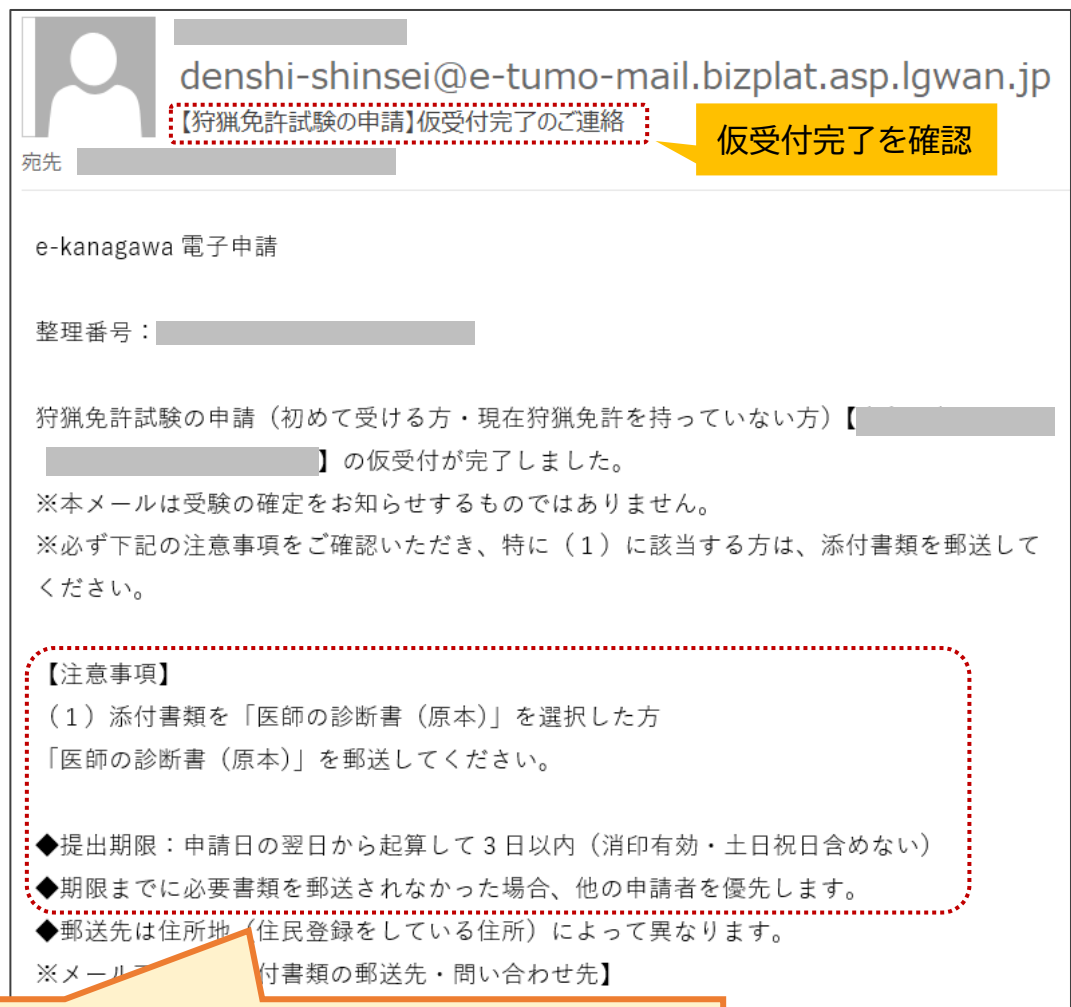 denshi-shinsei@e-tumo-mail.bizplat.asp.lgwan.jp
【狩猟免許試験の申請】仮受付完了のご連絡
仮受付完了を確認
宛先
e-kanagawa 電子申請
整理番号：
狩猟免許試験の申請（初めて受ける方・現在狩猟免許を持っていない方）【
】の仮受付が完了しました。
※本メールは受験の確定をお知らせするものではありません。
※必ず下記の注意事項をご確認いただき、特に（１）に該当する方は、添付書類を郵送して
ください。
【注意事項】
（１）添付書類を「医師の診断書（原本）」を選択した方
「医師の診断書（原本）」を郵送してください。
◆提出期限：申請日の翌日から起算して 3 日以内（消印有効・土日祝日含めない）
◆期限までに必要書類を郵送されなかった場合、他の申請者を優先します。
◆郵送先は住所地（住民登録をしている住所）によって異なります。
※メール 付書類の郵送先・問い合わせ先】